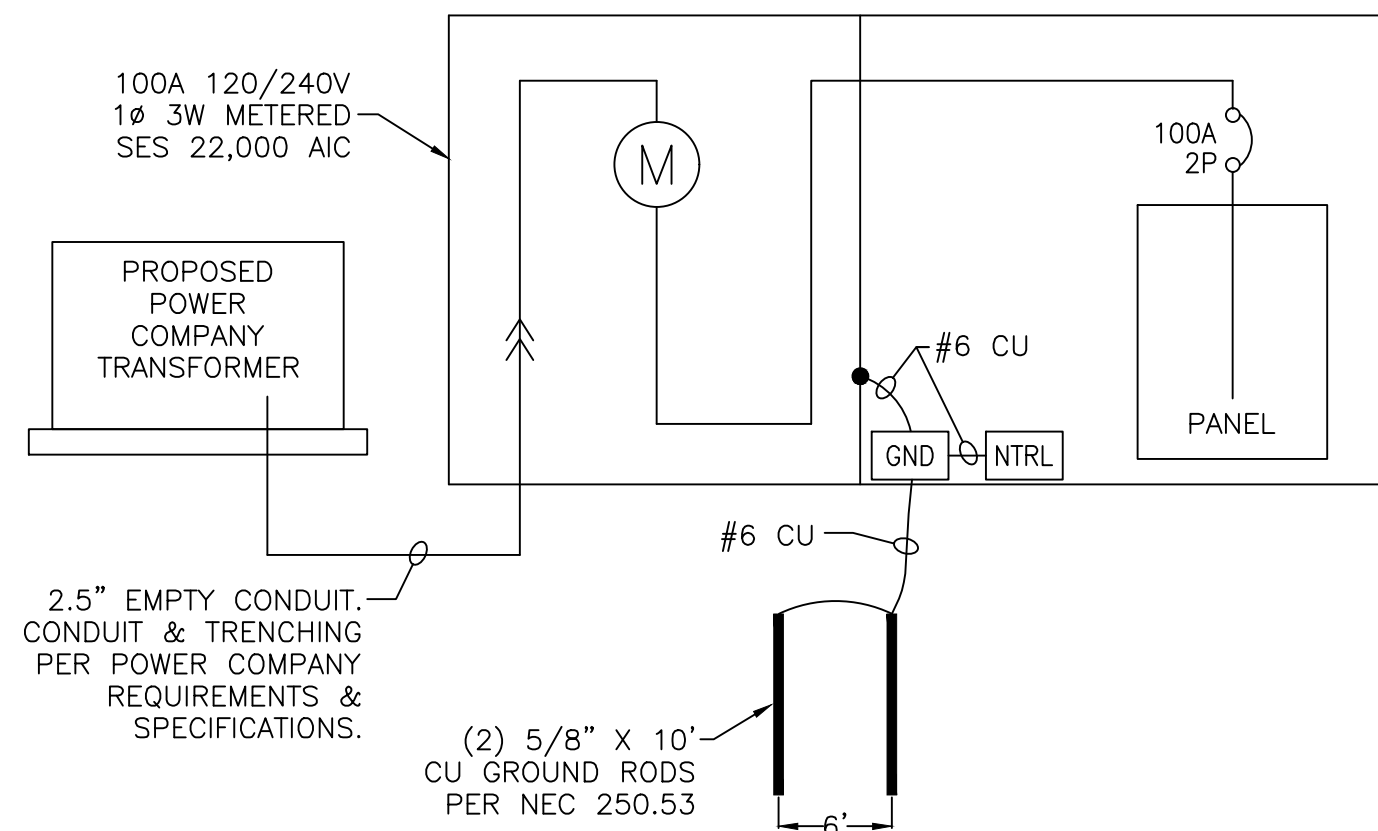 100A 120/240V
1ø 3W METERED
SES 22,000 AIC
M
100A
2P
PROPOSED
POWER
COMPANY
TRANSFORMER
#6 CU
PANEL
GND
NTRL
#6 CU
2.5” EMPTY CONDUIT.
CONDUIT & TRENCHING
PER POWER COMPANY
REQUIREMENTS &
SPECIFICATIONS.
(2) 5/8” X 10’
CU GROUND RODS
PER NEC 250.53
6’